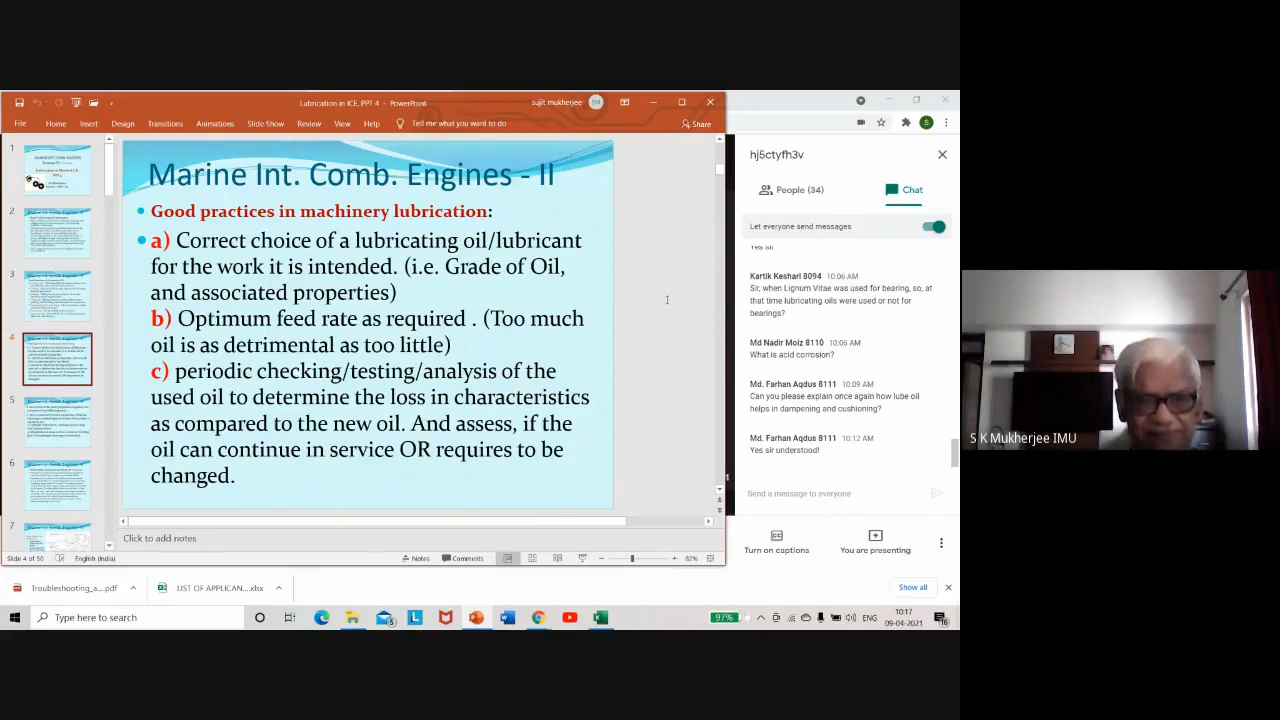 Lubrication in ICE, PPT 4 - PowerPoint
sujit mukherjee
SM
File Home Insert Design Transitions Animations Slide Show Review View Help Tell me what you want to do
Share
1
2
3
4
5
6
7
Marine Int. Comb. Engines - II
Good practices in machinery lubrication:
a) Correct choice of a lubricating oil/lubricant
for the work it is intended. (i.e. Grade of Oil,
and associated properties)
b) Optimum feed rate as required . (Too much
oil is as detrimental as too little)
c) periodic checking/testing/analysis of the
used oil to determine the loss in characteristics
as compared to the new oil. And assess, if the
oil can continue in service OR requires to be
changed.
Click to add notes
Slide 4 of 50 English (India) Notes Comments 82%
S
hj5ctyfh3v
People (34) Chat
Let everyone send messages
Yes sir
Kartik Keshari 8094 10:06 AM
Sir, when Lignum Vitae was used for bearing, so, at
that time lubricating oils were used or not for
bearings?
Md Nadir Moiz 8110 10:06 AM
What is acid corrosion?
Md. Farhan Aqdus 8111 10:09 AM
Can you please explain once again how lube oil
helps in dampening and cushioning?
Md. Farhan Aqdus 8111 10:12 AM
Yes sir understood!
Send a message to everyone
Turn on captions You are presenting
S K Mukherjee IMU
Troubleshooting_a....pdf LIST OF APPLICAN....xlsx Show all
Type here to search
97%
ENG
10:17
09-04-2021